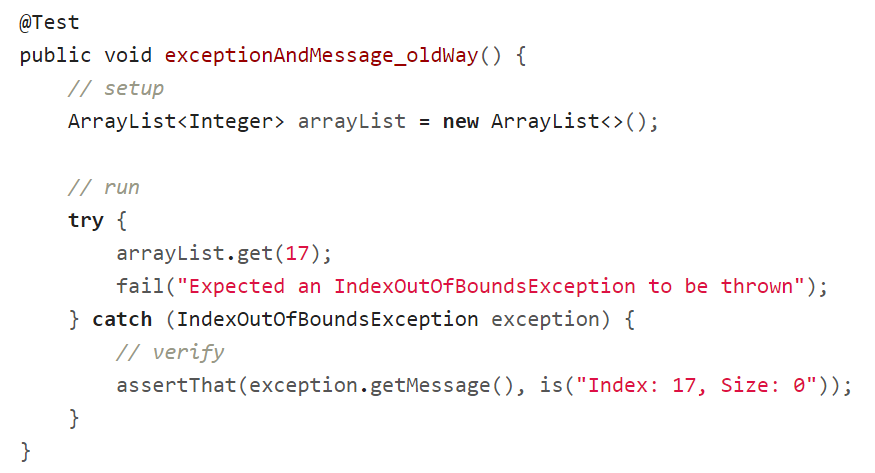 @Test
public void exceptionAndMessage_oldWay() {
    // setup
    ArrayList<Integer> arrayList = new ArrayList<>();

    // run
    try {
        arrayList.get(17);
        fail("Expected an IndexOutOfBoundsException to be thrown");
    } catch (IndexOutOfBoundsException exception) {
        // verify
        assertThat(exception.getMessage(), is("Index: 17, Size: 0"));
    }
}